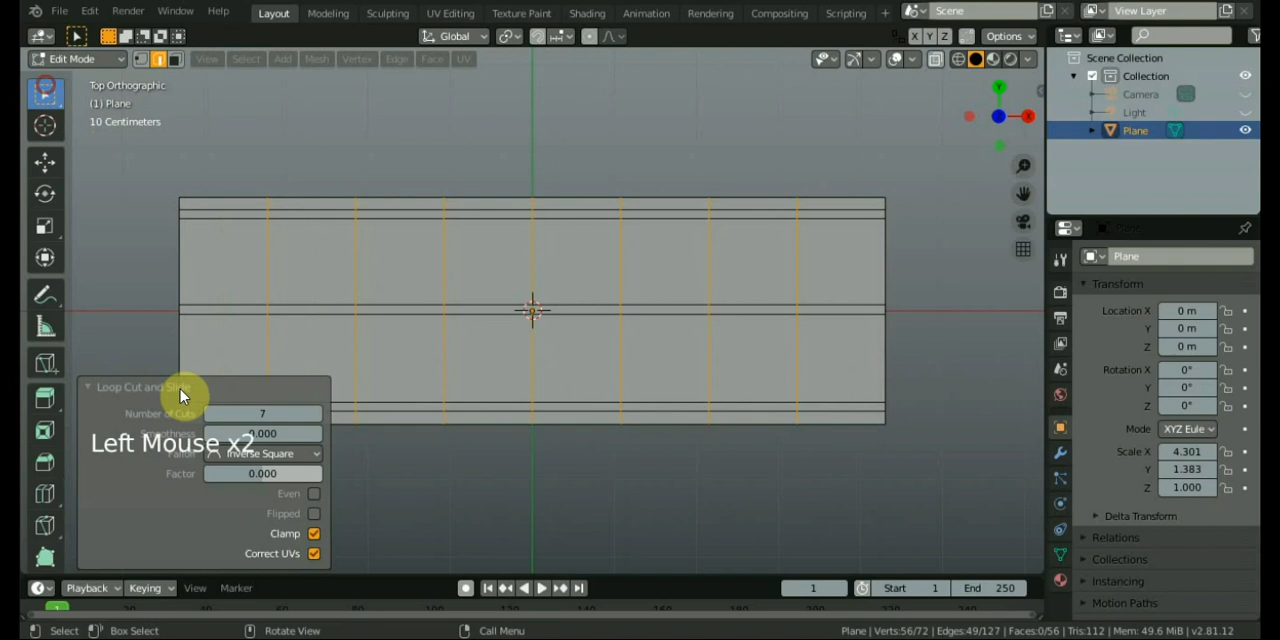 File Edit Render Window Help Layout Modeling Sculpting UV Editing Texture Paint Shading Animation Rendering Compositing Scripting + Scene View Layer
Global X Y Z Options
Edit Mode View Select Add Mesh Vertex Edge Face UV
Top Orthographic
(1) Plane
10 Centimeters
Y
X
Scene Collection
Collection
Camera
Light
Plane
Plane
Plane
Transform
Location X 0 m
Y 0 m
Z 0 m
Rotation X 0°
Y 0°
Z 0°
Mode XYZ Eule
Scale X 4.301
Y 1.383
Z 1.000
Delta Transform
Relations
Collections
Instancing
Motion Paths
Loop Cut and Slide
Number of Cuts 7
Smoothness 0.000
Left Mouse x2
Inverse Square
Factor 0.000
Even
Flipped
Clamp
Correct UVs
Playback Keying View Marker 1 Start 1 End 250
Select Box Select Rotate View Call Menu Plane | Verts:56/72 | Edges:49/127 | Faces:0/56 | Tris:112 | Mem: 49.6 MiB | v2.81.12